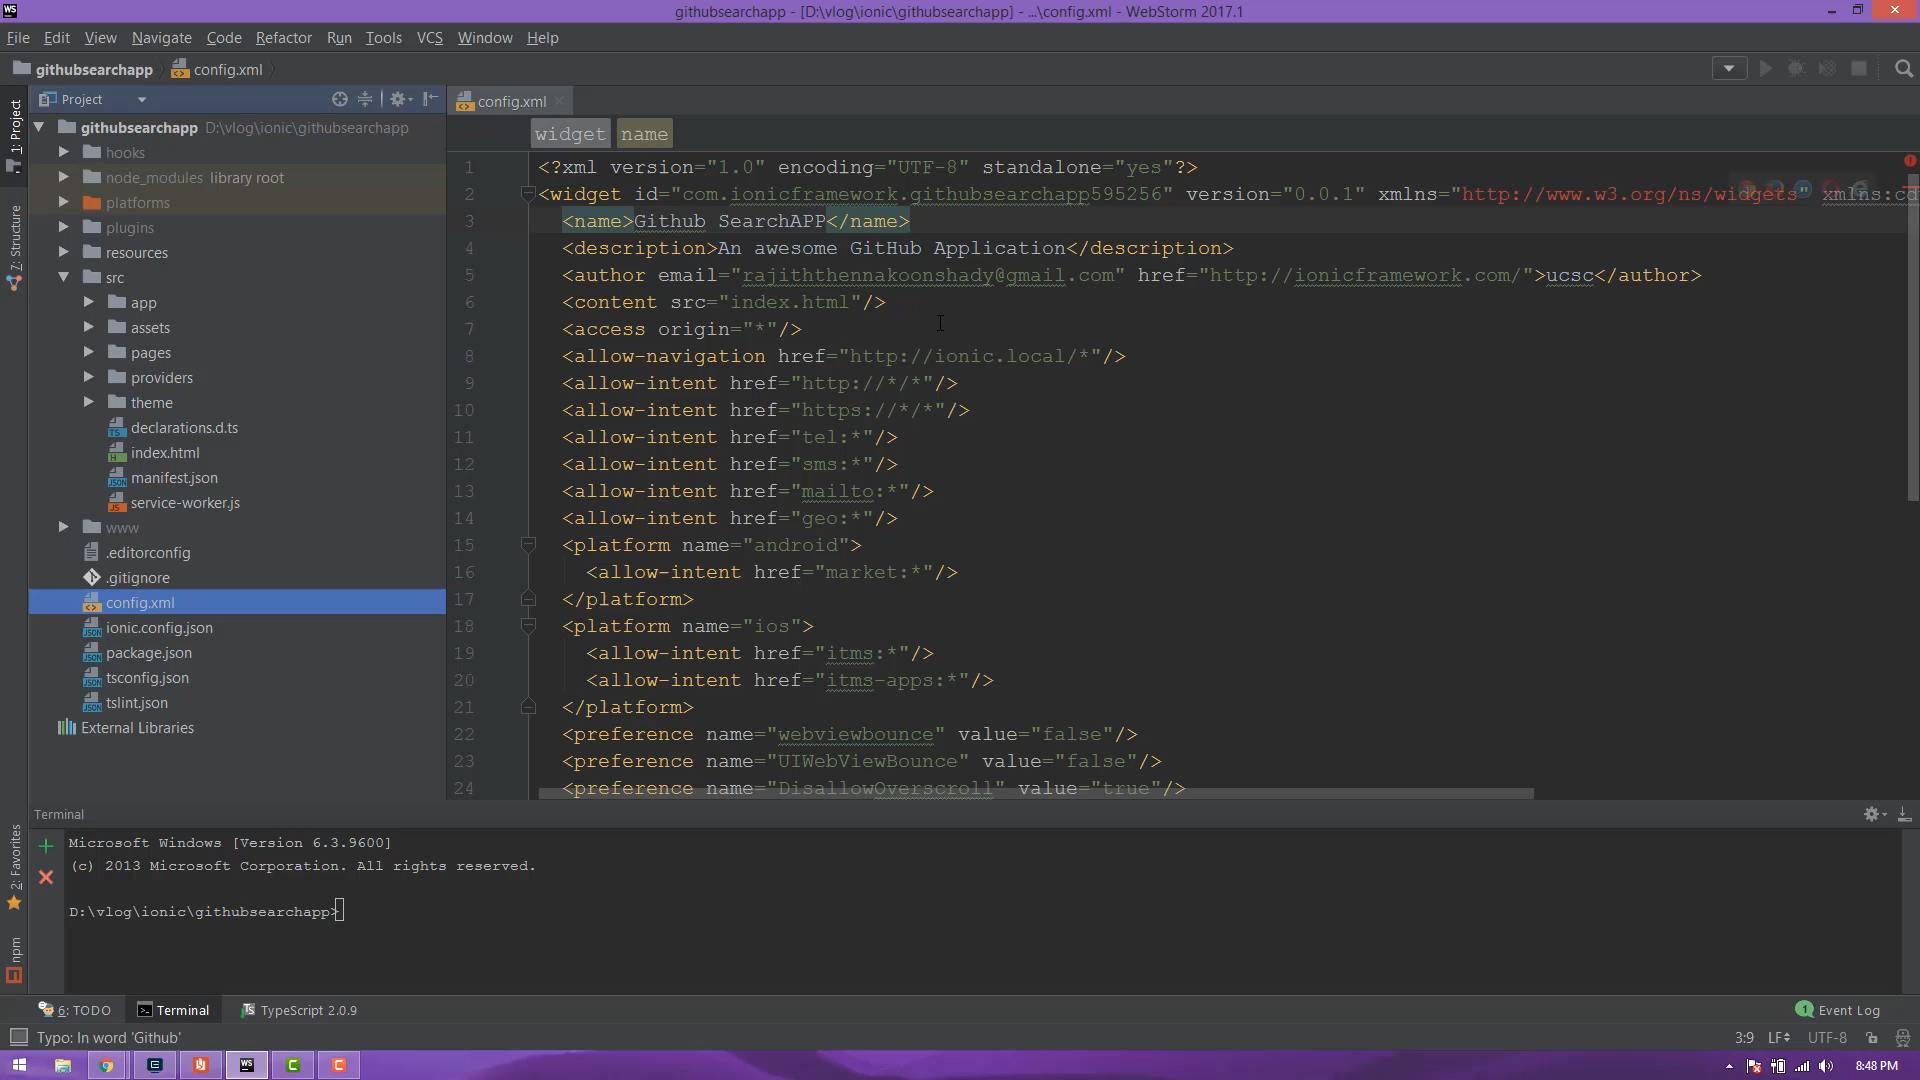 WS
githubsearchapp - [D:\vlog\ionic\githubsearchapp] - ...\config.xml - WebStorm 2017.1
File Edit View Navigate Code Refactor Run Tools VCS Window Help
githubsearchapp config.xml
1: Project
7: Structure
2: Favorites
npm
Project
githubsearchapp D:\vlog\ionic\githubsearchapp
hooks
node_modules library root
platforms
plugins
resources
src
app
assets
pages
providers
theme
declarations.d.ts
index.html
manifest.json
service-worker.js
www
.editorconfig
.gitignore
config.xml
ionic.config.json
package.json
tsconfig.json
tslint.json
External Libraries
config.xml
widget name
1 <?xml version="1.0" encoding="UTF-8" standalone="yes"?>
2 <widget id="com.ionicframework.githubsearchapp595256" version="0.0.1" xmlns="http://www.w3.org/ns/widgets" xmlns:cd
3 <name>Github SearchAPP</name>
4 <description>An awesome GitHub Application</description>
5 <author email="rajiththennakoonshady@gmail.com" href="http://ionicframework.com/">ucsc</author>
6 <content src="index.html"/>
7 <access origin="*"/>
8 <allow-navigation href="http://ionic.local/*"/>
9 <allow-intent href="http://*/*"/>
10 <allow-intent href="https://*/*"/>
11 <allow-intent href="tel:*"/>
12 <allow-intent href="sms:*"/>
13 <allow-intent href="mailto:*"/>
14 <allow-intent href="geo:*"/>
15 <platform name="android">
16 <allow-intent href="market:*"/>
17 </platform>
18 <platform name="ios">
19 <allow-intent href="itms:*"/>
20 <allow-intent href="itms-apps:*"/>
21 </platform>
22 <preference name="webviewbounce" value="false"/>
23 <preference name="UIWebViewBounce" value="false"/>
24 <preference name="DisallowOverscroll" value="true"/>
Terminal
Microsoft Windows [Version 6.3.9600]
(c) 2013 Microsoft Corporation. All rights reserved.
D:\vlog\ionic\githubsearchapp>
6: TODO Terminal TypeScript 2.0.9 1 Event Log
Typo: In word 'Github' 3:9 LF UTF-8
8:48 PM